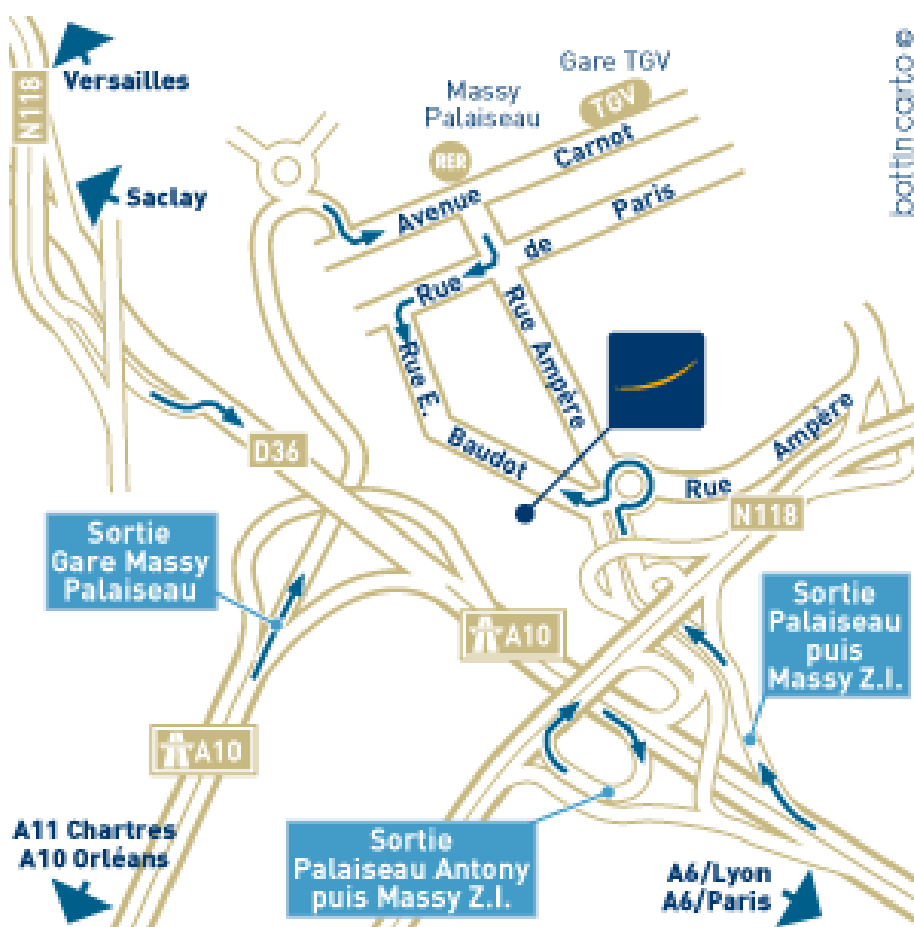 bottin carto ©
Gare TGV
TGV
Massy
Palaiseau
RER
Versailles
N118
Saclay
Avenue Carnot
Rue de Paris
Rue Ampère
Rue E. Baudot
Rue Ampère
D36
N118
Sortie
Gare Massy
Palaiseau
A10
Sortie
Palaiseau
puis
Massy Z.I.
A10
A11 Chartres
A10 Orléans
Sortie
Palaiseau Antony
puis Massy Z.I.
A6/Lyon
A6/Paris